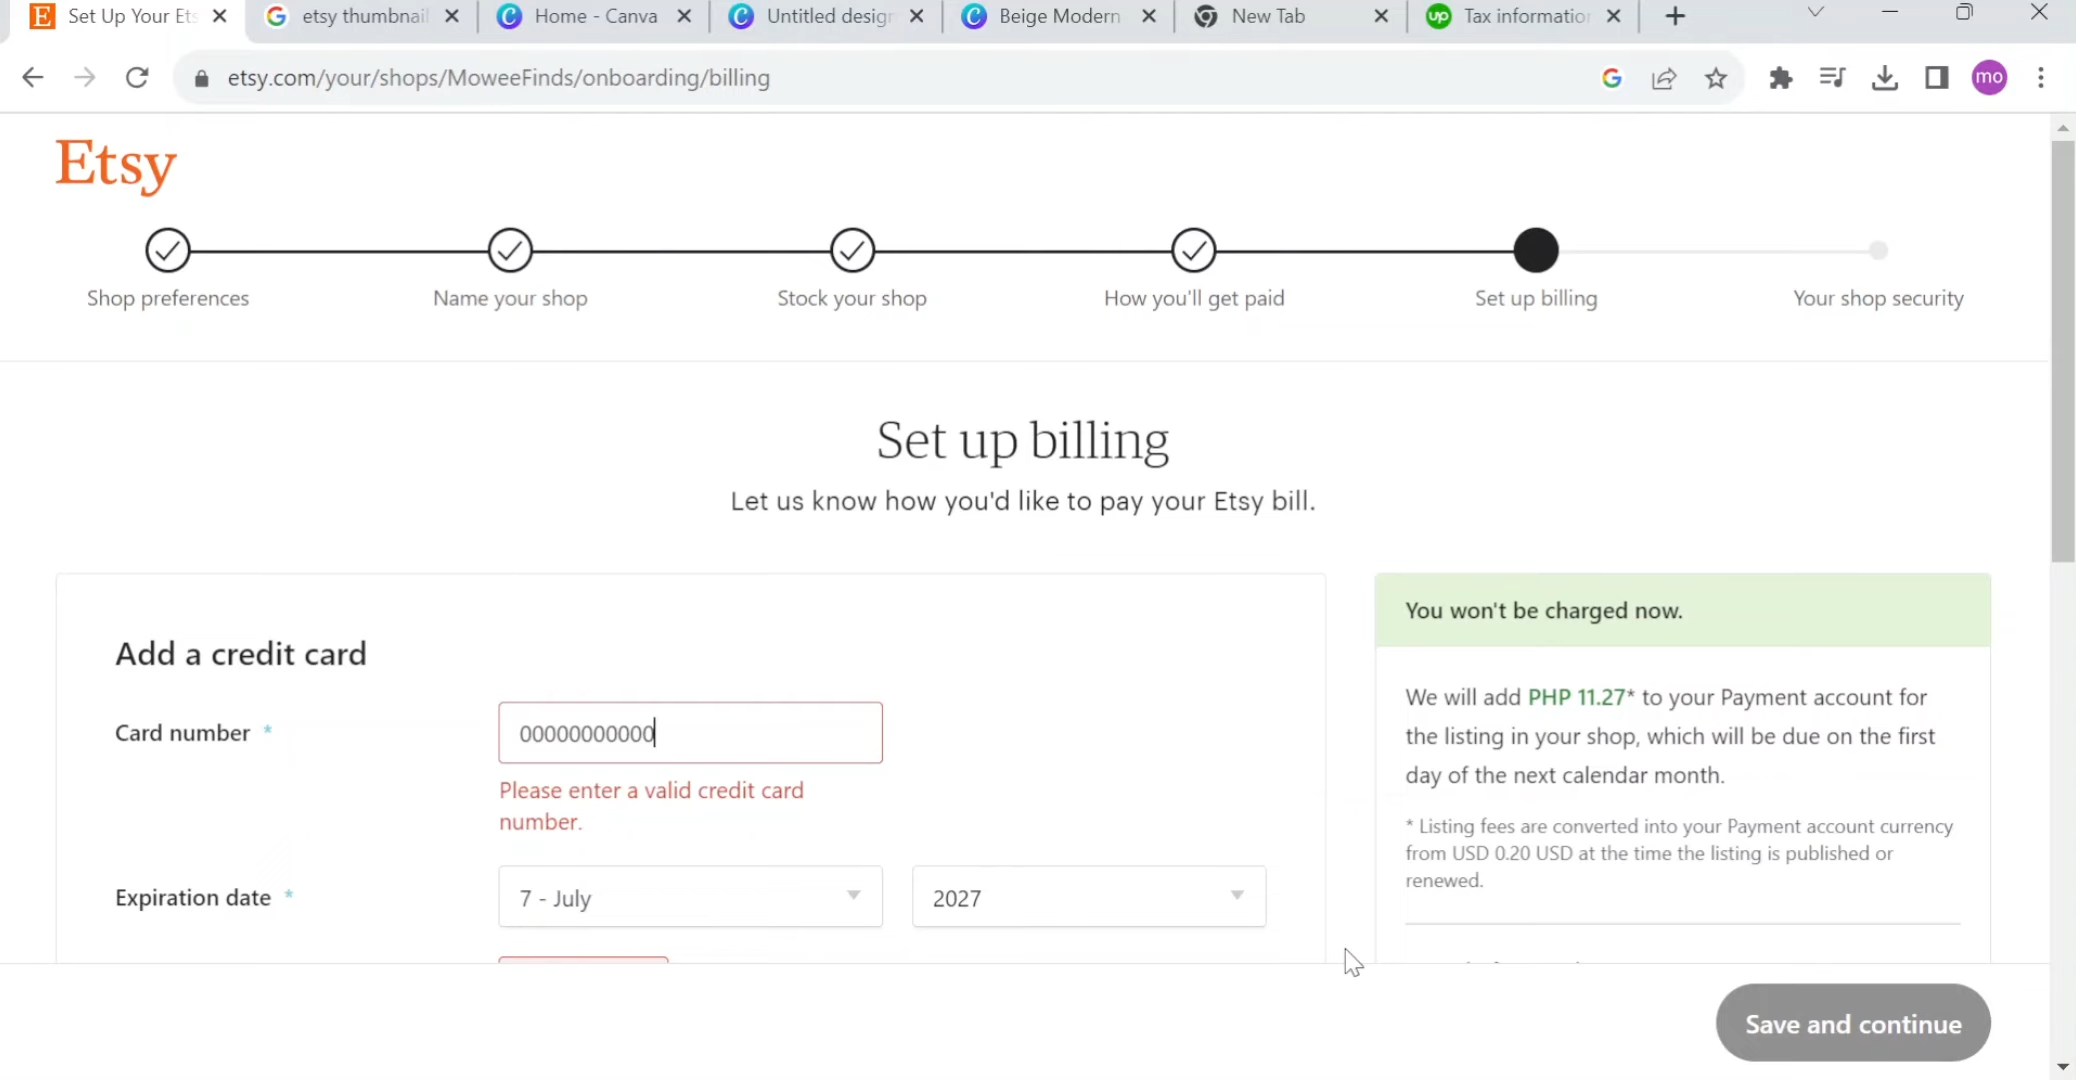 Set Up Your Ets
etsy thumbnail
Home - Canva
Untitled design
Beige Modern
New Tab
up Tax information
etsy.com/your/shops/MoweeFinds/onboarding/billing
mo
Etsy
Shop preferences
Name your shop
Stock your shop
How you'll get paid
Set up billing
Your shop security
Set up billing
Let us know how you'd like to pay your Etsy bill.
Add a credit card
Card number *
00000000000
Please enter a valid credit card
number.
Expiration date *
7 - July
2027
You won't be charged now.
We will add PHP 11.27* to your Payment account for
the listing in your shop, which will be due on the first
day of the next calendar month.
* Listing fees are converted into your Payment account currency
from USD 0.20 USD at the time the listing is published or
renewed.
Save and continue